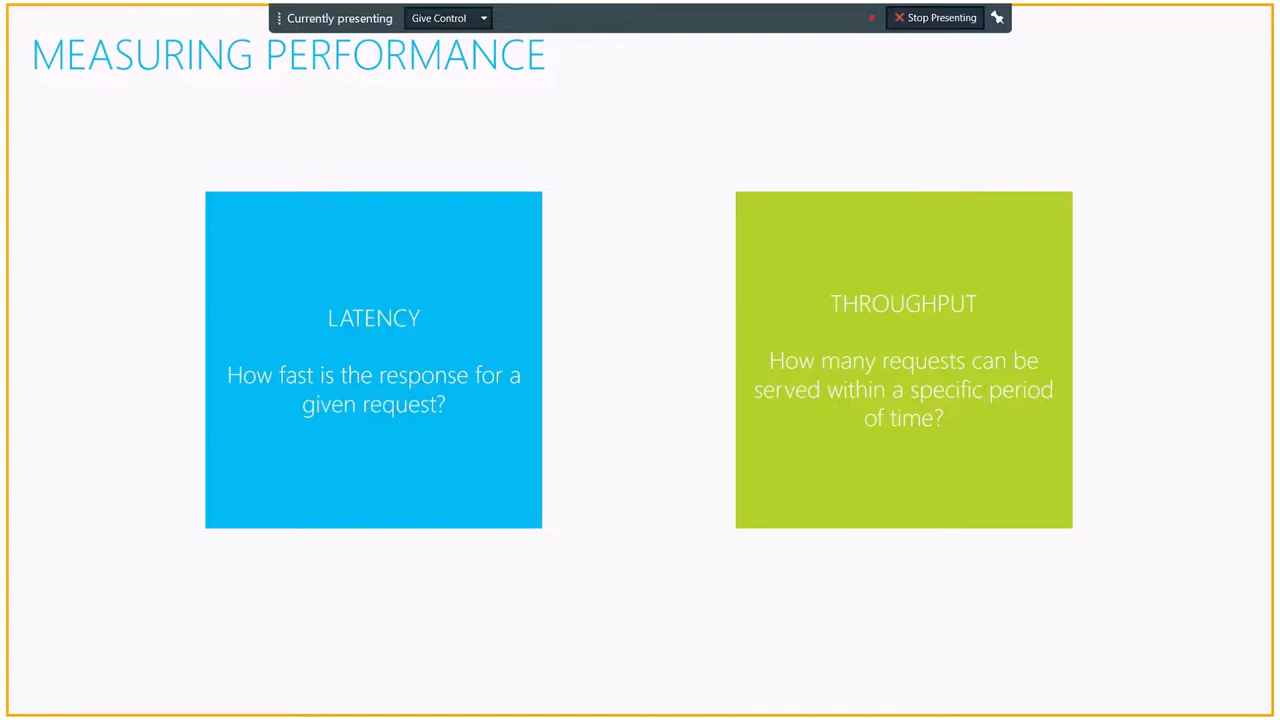 Currently presenting
Give Control
Stop Presenting
MEASURING PERFORMANCE
LATENCY
How fast is the response for a
given request?
THROUGHPUT
How many requests can be
served within a specific period
of time?